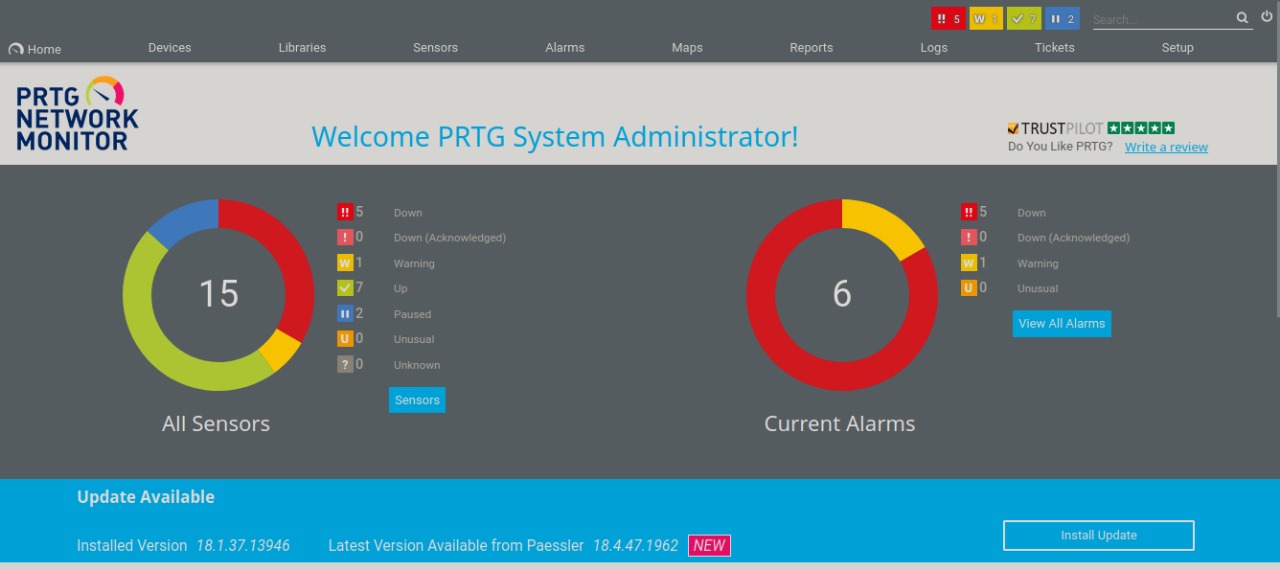 !! 5 W 1 7 2 Search...
Home Devices Libraries Sensors Alarms Maps Reports Logs Tickets Setup
PRTG
NETWORK
MONITOR
Welcome PRTG System Administrator!
TRUSTPILOT
Do You Like PRTG? Write a review
15
!! 5 Down
! 0 Down (Acknowledged)
W 1 Warning
7 Up
2 Paused
U 0 Unusual
? 0 Unknown
Sensors
All Sensors
6
!! 5 Down
! 0 Down (Acknowledged)
W 1 Warning
U 0 Unusual
View All Alarms
Current Alarms
Update Available
Installed Version 18.1.37.13946 Latest Version Available from Paessler 18.4.47.1962 NEW
Install Update